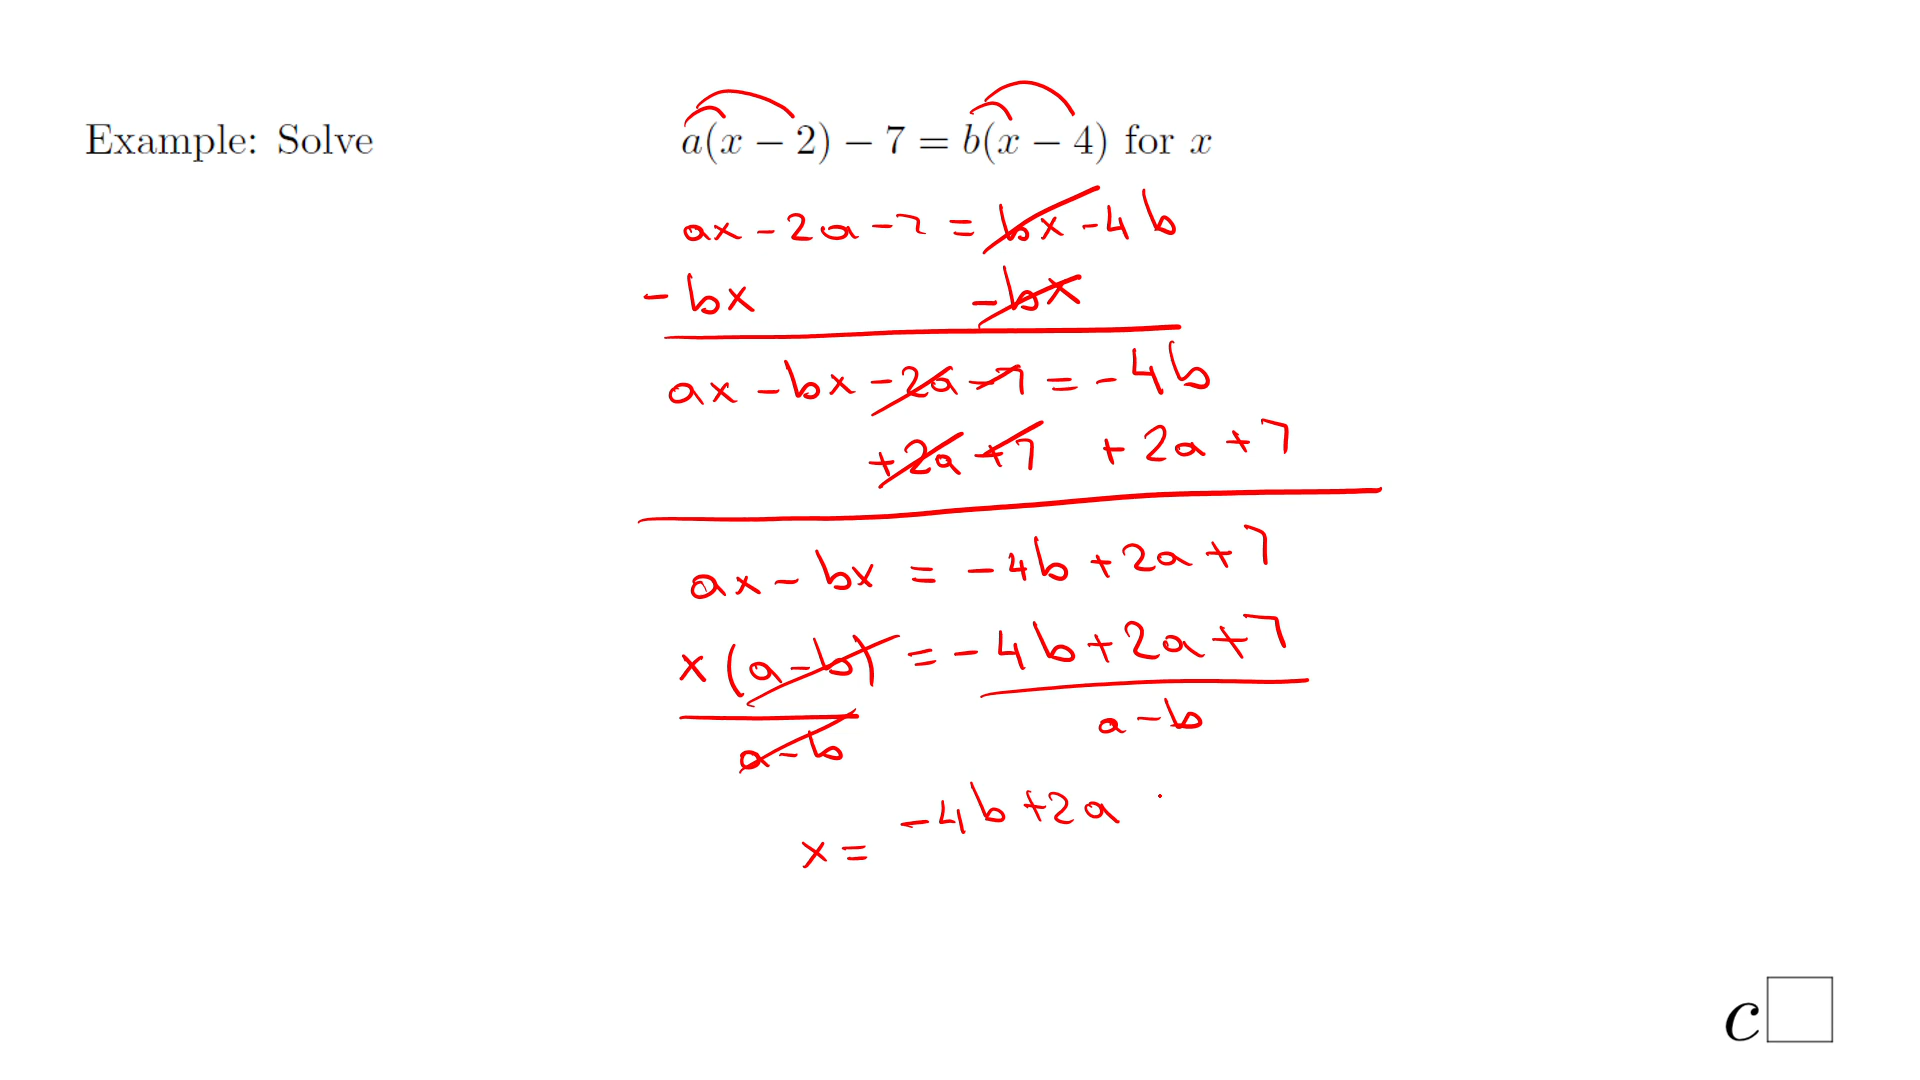 Example: Solve a(x − 2) − 7 = b(x − 4) for x
ax - 2a - 7 = bx - 4b
- bx - bx
ax - bx - 2a - 7 = - 4b
+ 2a + 7 + 2a + 7
ax - bx = - 4b + 2a + 7
x (a - b) = - 4b + 2a + 7
a - b a - b
x = - 4b + 2a
c